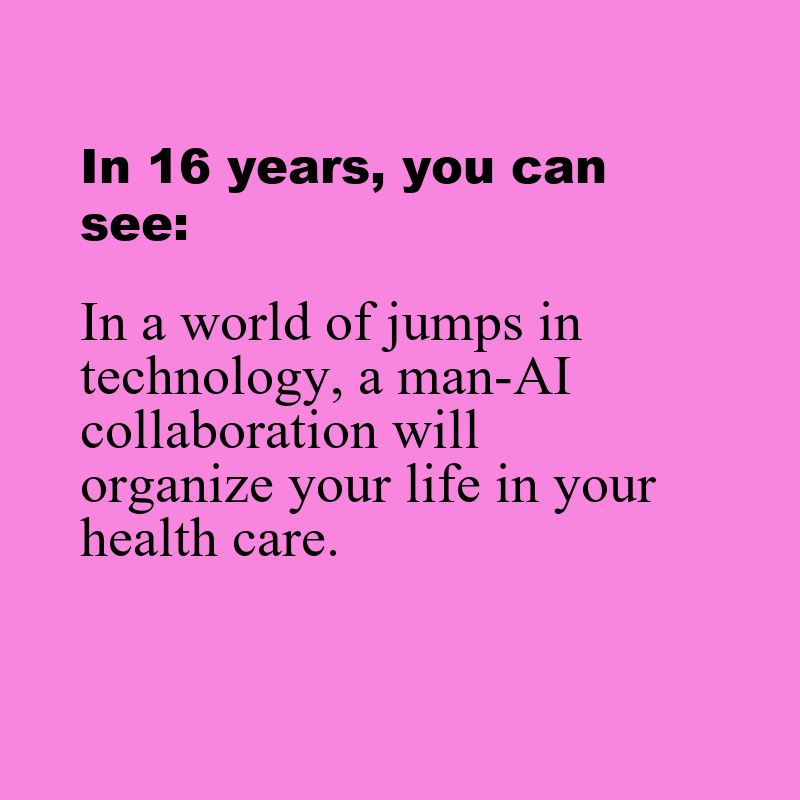 In 16 years, you can
see:
In a world of jumps in
technology, a man-AI
collaboration will
organize your life in your
health care.